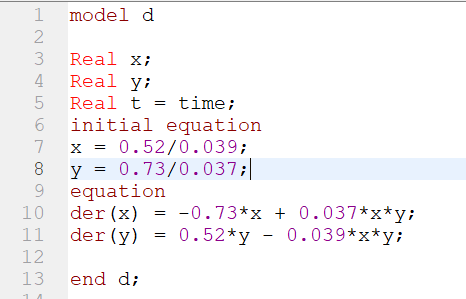 1 model d
2
3 Real x;
4 Real y;
5 Real t = time;
6 initial equation
7 x = 0.52/0.039;
8 y = 0.73/0.037;
9 equation
10 der(x) = -0.73*x + 0.037*x*y;
11 der(y) = 0.52*y - 0.039*x*y;
12
13 end d;